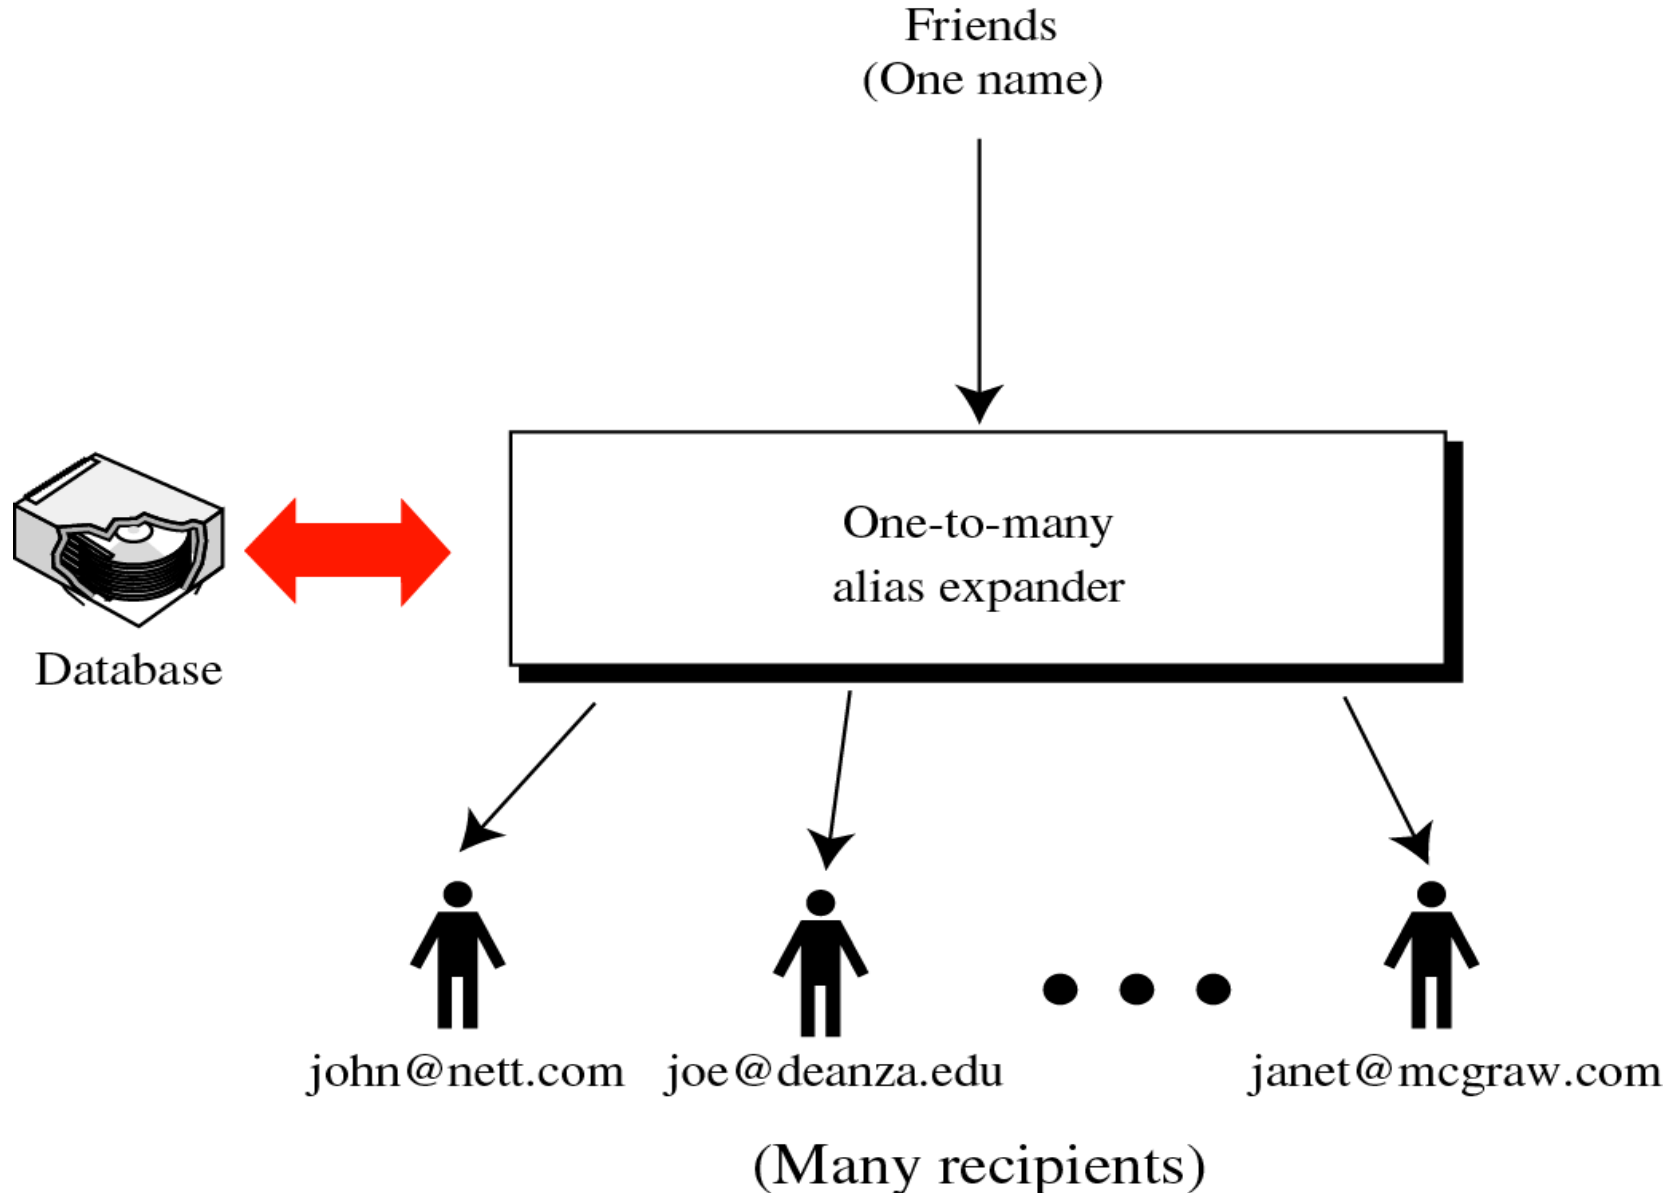 Friends
(One name)
One-to-many
alias expander
Database
john@nett.com
joe@deanza.edu
janet@mcgraw.com
(Many recipients)